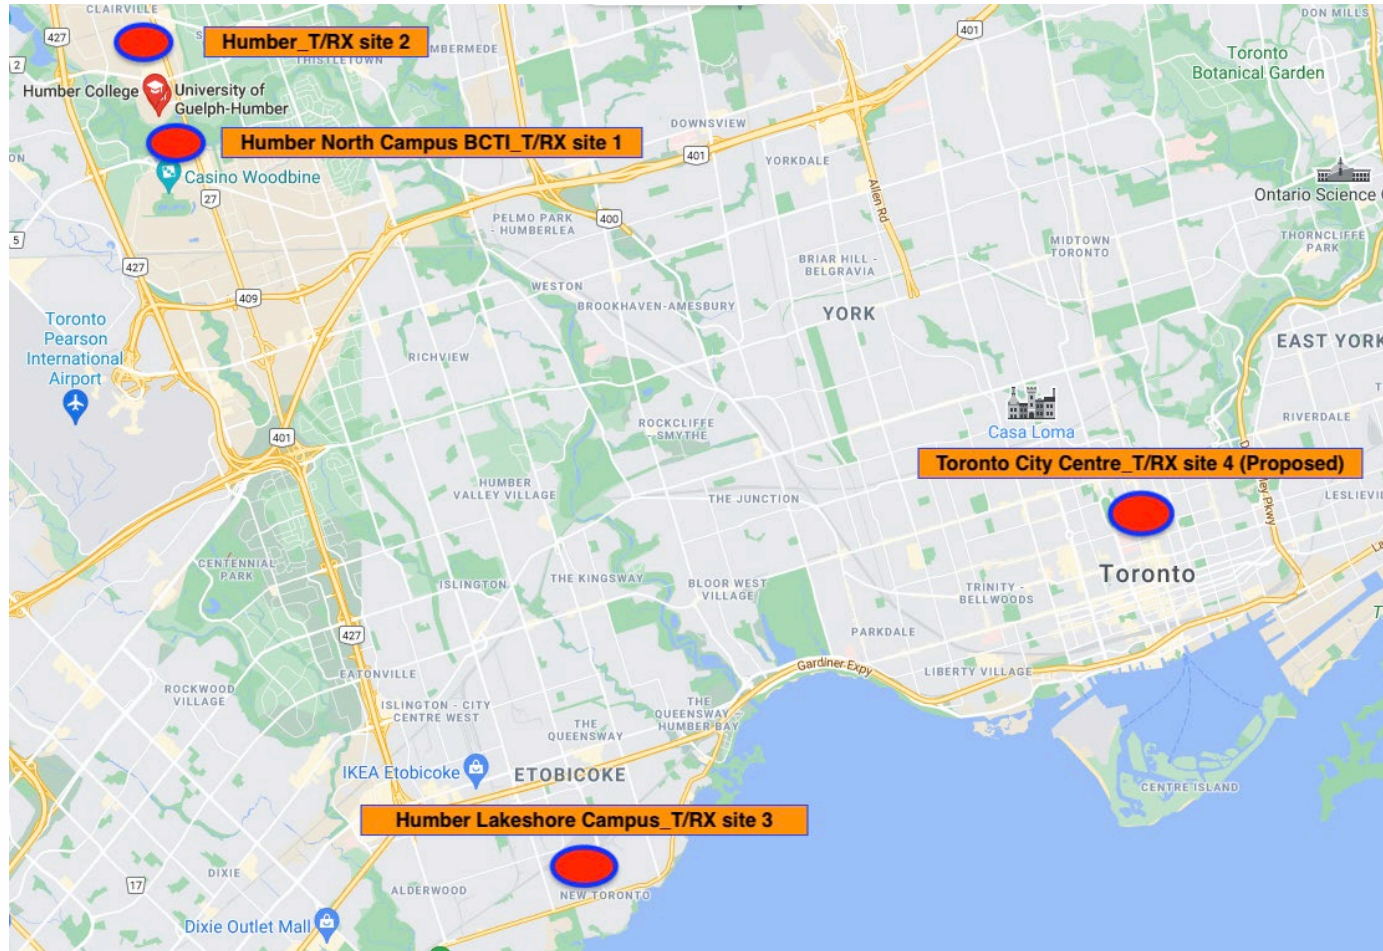 CLAIRVILLE
427
Humber_T/RX site 2
THISTLETOWN
401
DON MILLS
Toronto
Botanical Garden
2
Humber College
University of
Guelph-Humber
Humber North Campus BCTI_T/RX site 1
DOWNSVIEW
401
YORKDALE
Casino Woodbine
27
Allen Rd
Ontario Science
PELMO PARK
- HUMBERLEA
400
5
MIDTOWN
TORONTO
THORNCLIFFE
PARK
427
BRIAR HILL -
BELGRAVIA
409
WESTON
BROOKHAVEN-AMESBURY
YORK
Toronto
Pearson
International
Airport
RICHVIEW
EAST YORK
ROCKCLIFFE
- SMYTHE
Casa Loma
RIVERDALE
401
Toronto City Centre_T/RX site 4 (Proposed)
HUMBER
VALLEY VILLAGE
THE JUNCTION
CENTENNIAL
PARK
ISLINGTON
THE KINGSWAY
BLOOR WEST
VILLAGE
TRINITY -
BELLWOODS
Toronto
427
PARKDALE
Gardiner Expy
LIBERTY VILLAGE
EATONVILLE
ROCKWOOD
VILLAGE
ISLINGTON - CITY
CENTRE WEST
THE
QUEENSWAY
THE
QUEENSWAY -
HUMBER BAY
IKEA Etobicoke
ETOBICOKE
CENTRE ISLAND
Humber Lakeshore Campus_T/RX site 3
DIXIE
17
ALDERWOOD
NEW TORONTO
Dixie Outlet Mall